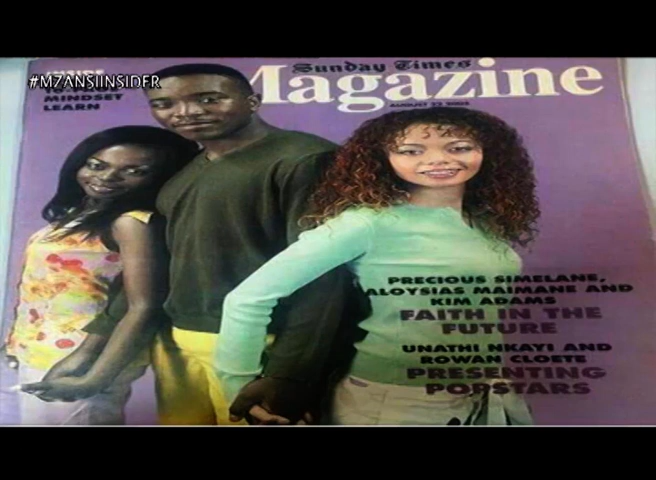 #MZANSIINSIDER
MINDSET
LEARN
Sunday Times
Magazine
PRECIOUS SIMELANE,
ALOYSIAS MAIMANE AND
KIM ADAMS
FAITH IN THE
FUTURE
UNATHI NKAYI AND
ROWAN CLOETE
PRESENTING
POPSTARS